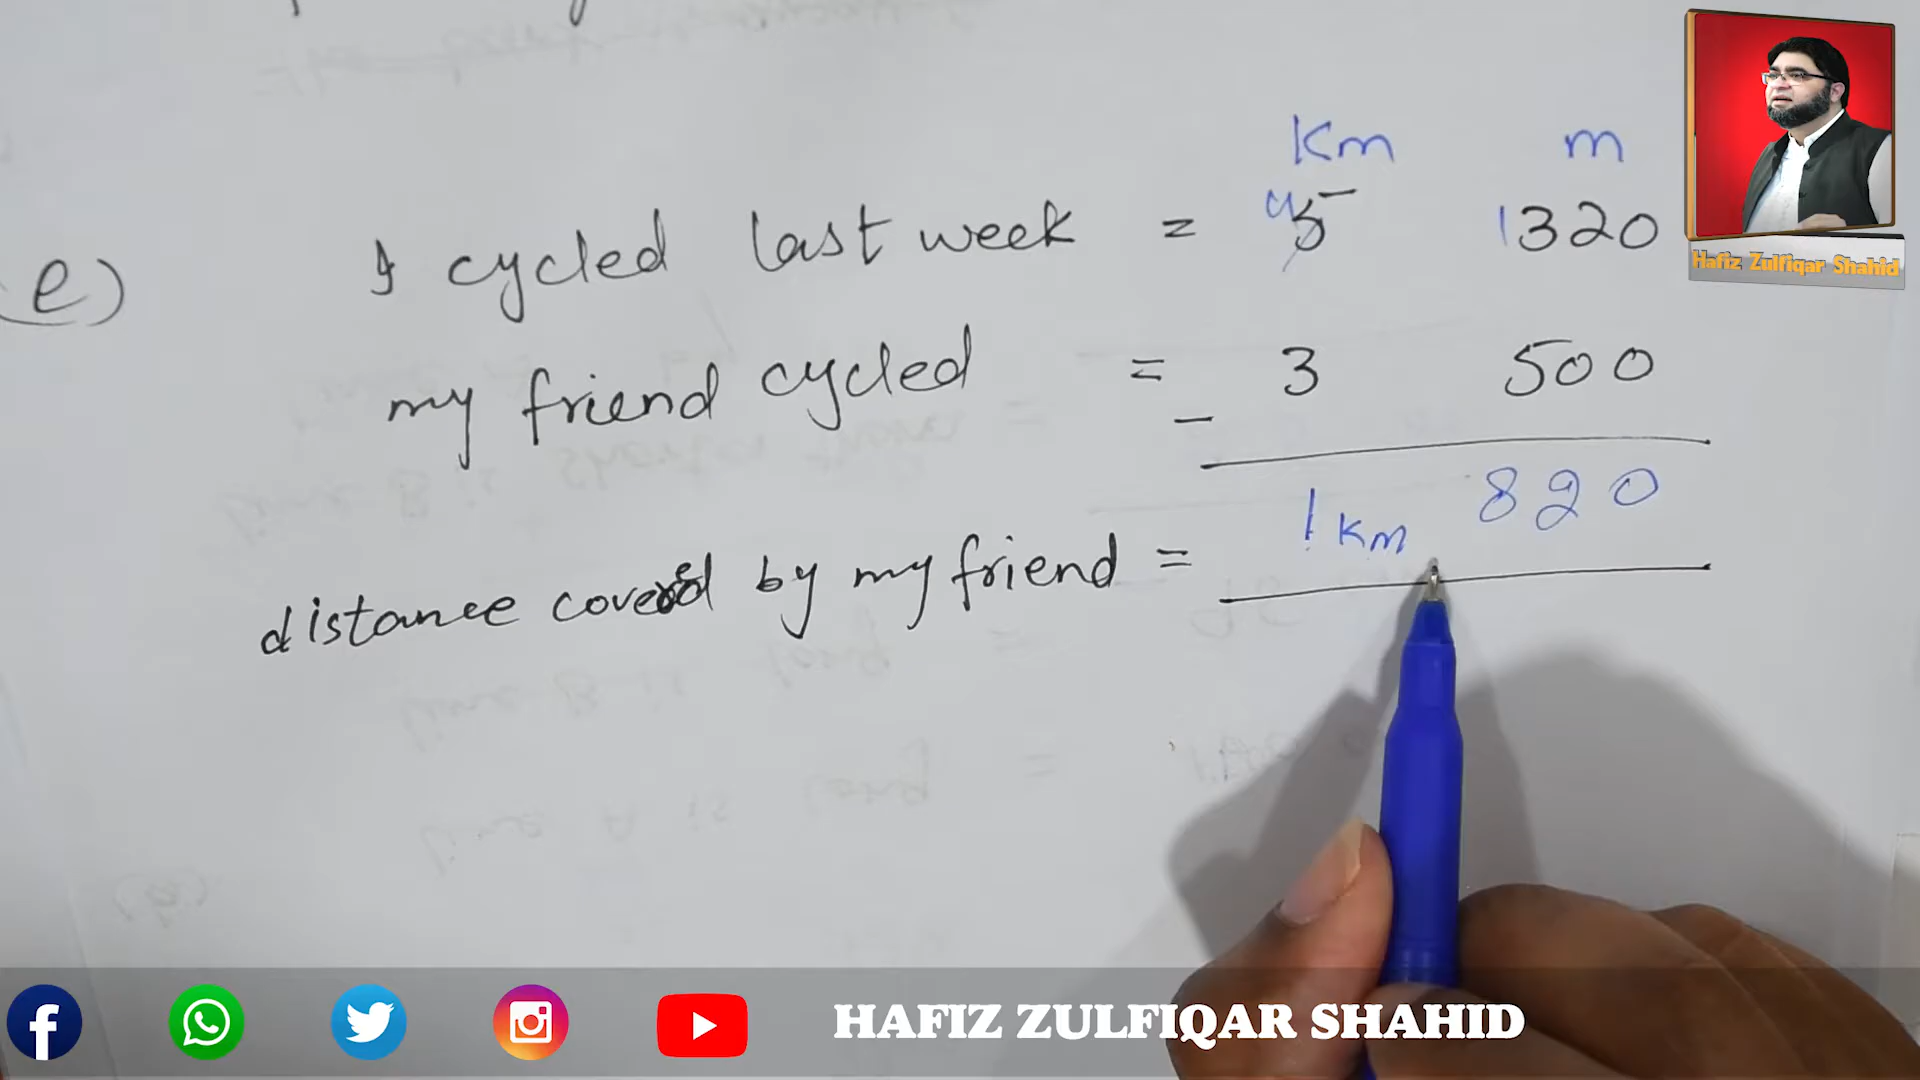 Km m
(e) I cycled last week = 4 5 1320
my friend cycled = 3 500
-
distance covered by my friend = 1 Km 820
Hafiz Zulfiqar Shahid
HAFIZ ZULFIQAR SHAHID